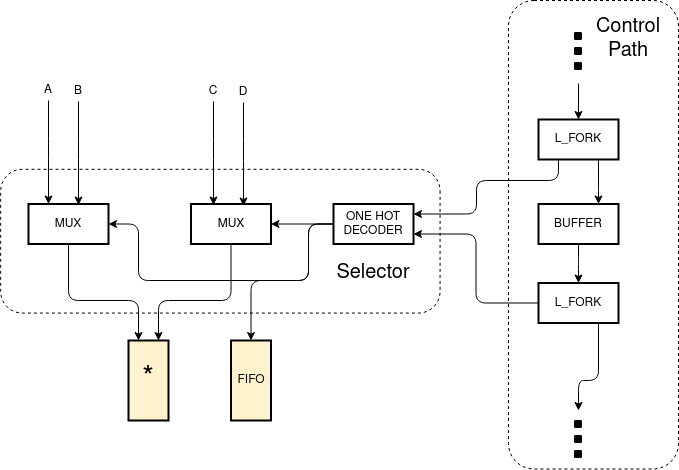 Control
Path
A
B
C
D
L_FORK
MUX
MUX
ONE HOT
DECODER
BUFFER
Selector
L_FORK
*
FIFO